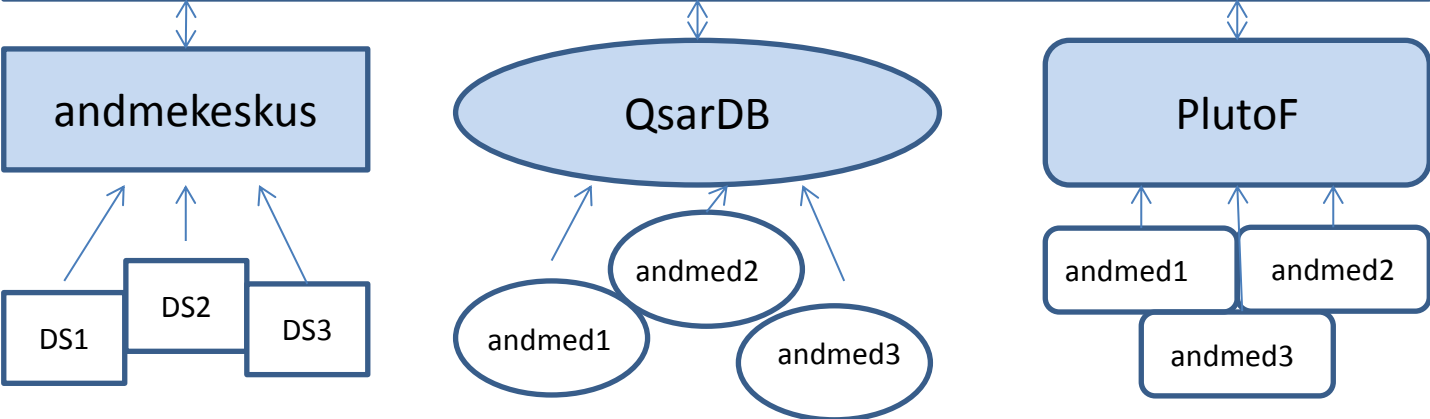 andmekeskus
QsarDB
PlutoF
DS1
DS2
DS3
andmed1
andmed2
andmed3
andmed1
andmed2
andmed3